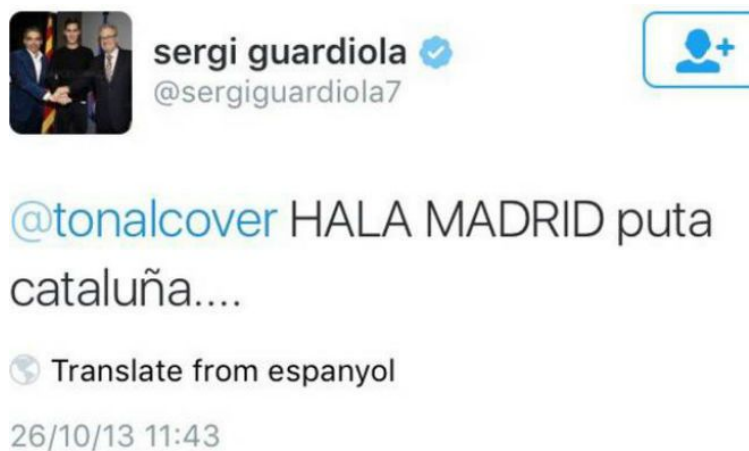 sergi guardiola
@sergiguardiola7
@tonalcover HALA MADRID puta
cataluña....
Translate from espanyol
26/10/13 11:43